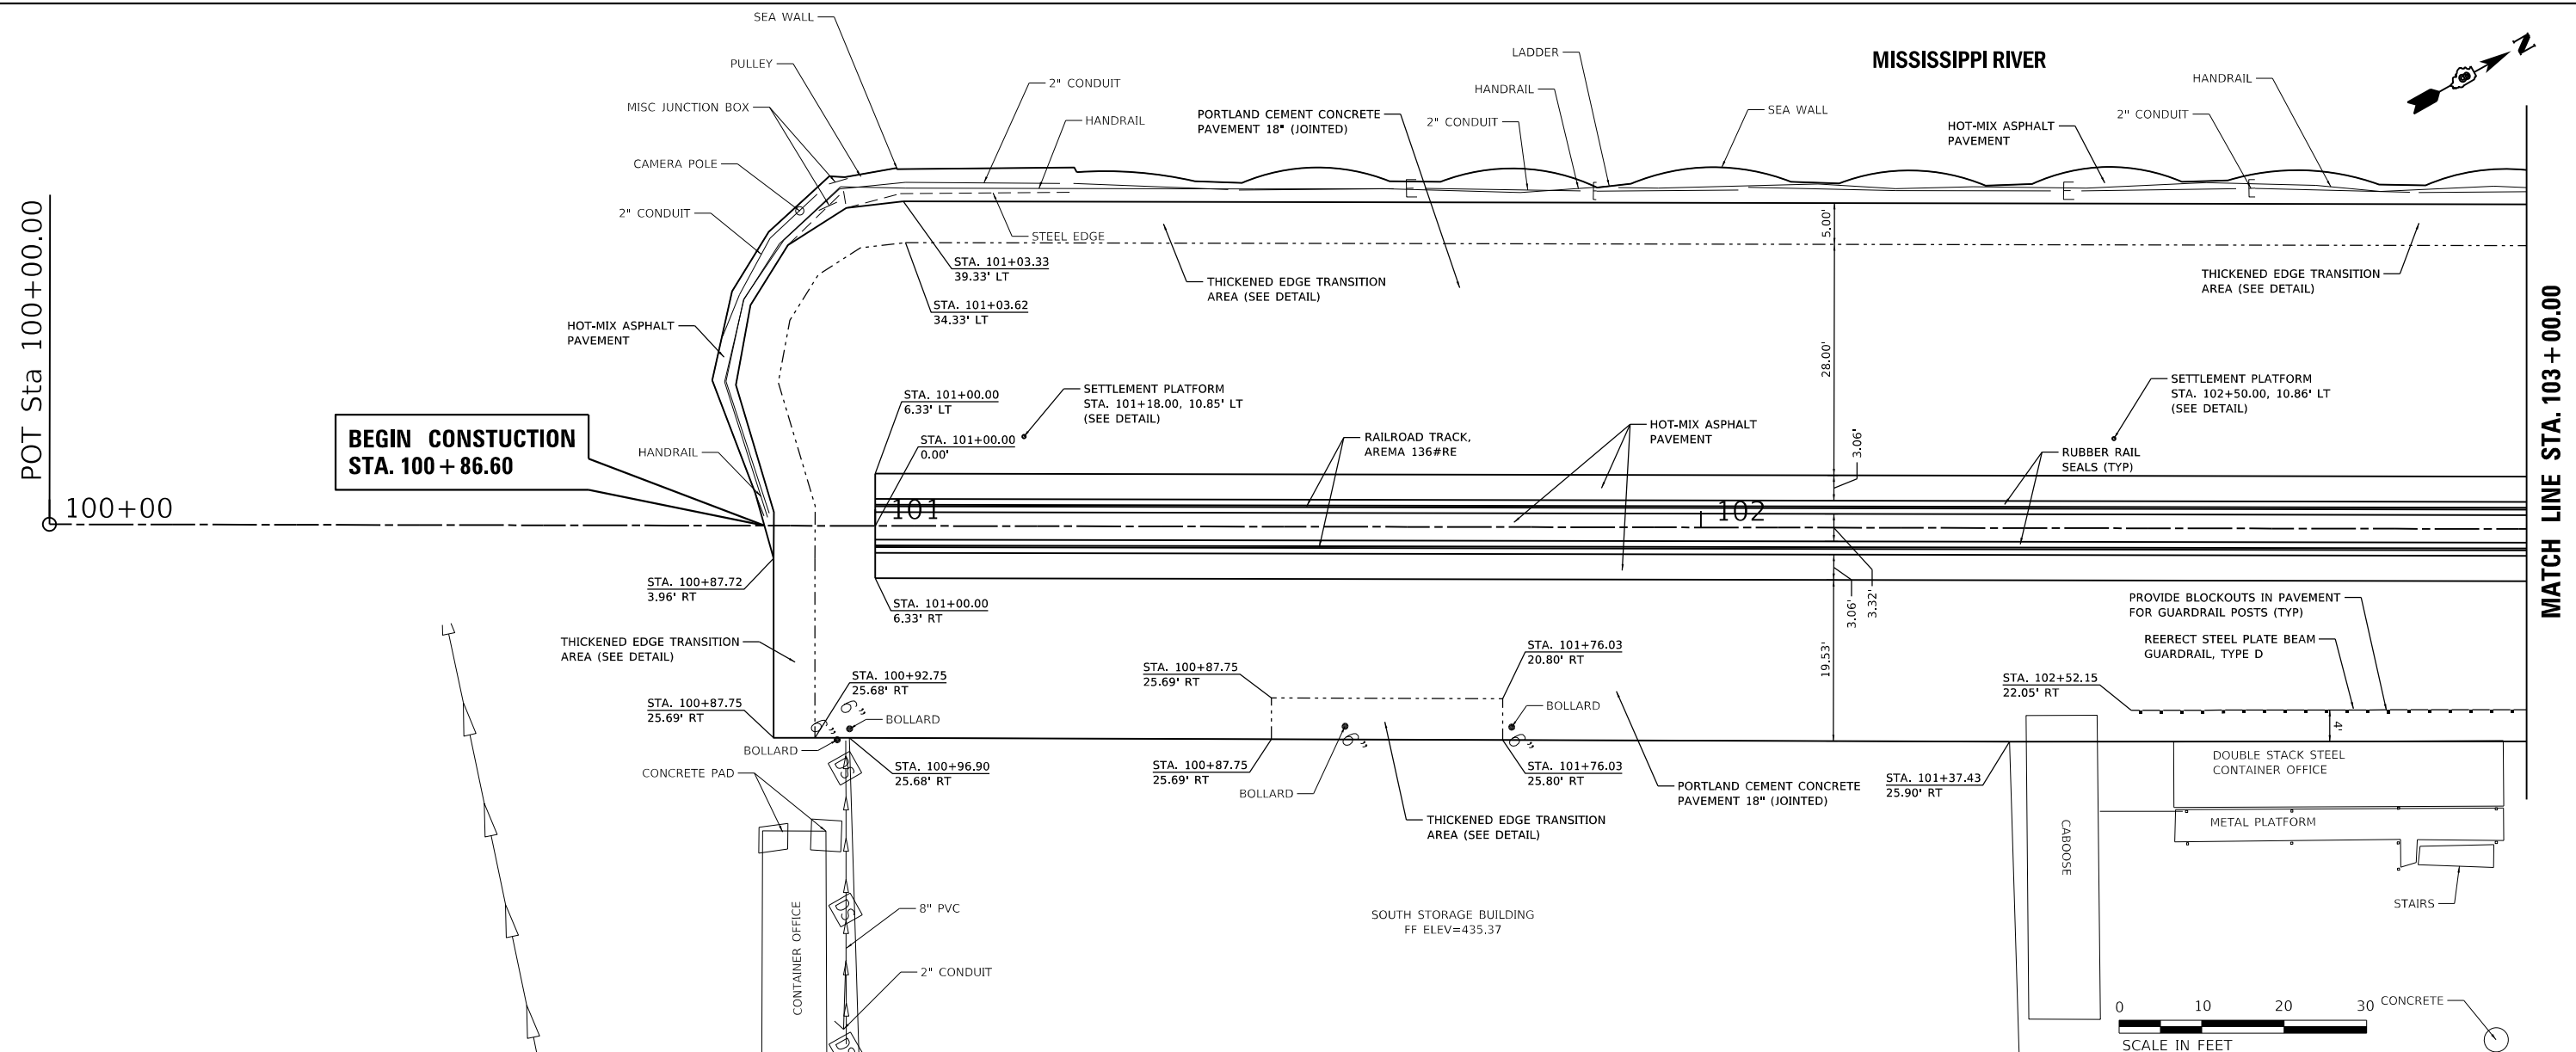 SEA WALL
PULLEY
MISC JUNCTION BOX
CAMERA POLE
2" CONDUIT
2" CONDUIT
HANDRAIL
STEEL EDGE
PORTLAND CEMENT CONCRETE
PAVEMENT 18" (JOINTED)
LADDER
HANDRAIL
2" CONDUIT
SEA WALL
MISSISSIPPI RIVER
HOT-MIX ASPHALT
PAVEMENT
2" CONDUIT
HANDRAIL
N
POT Sta 100+00.00
100+00
BEGIN CONSTUCTION
STA. 100+86.60
HOT-MIX ASPHALT
PAVEMENT
HANDRAIL
STA. 101+03.33
39.33' LT
STA. 101+03.62
34.33' LT
THICKENED EDGE TRANSITION
AREA (SEE DETAIL)
5.00'
28.00'
THICKENED EDGE TRANSITION
AREA (SEE DETAIL)
STA. 101+00.00
6.33' LT
STA. 101+00.00
0.00'
SETTLEMENT PLATFORM
STA. 101+18.00, 10.85' LT
(SEE DETAIL)
RAILROAD TRACK,
AREMA 136#RE
HOT-MIX ASPHALT
PAVEMENT
3.06'
SETTLEMENT PLATFORM
STA. 102+50.00, 10.86' LT
(SEE DETAIL)
RUBBER RAIL
SEALS (TYP)
MATCH LINE STA. 103+00.00
101
102
STA. 100+87.72
3.96' RT
STA. 101+00.00
6.33' RT
3.06'
3.32'
19.53'
THICKENED EDGE TRANSITION
AREA (SEE DETAIL)
STA. 100+87.75
25.69' RT
STA. 100+92.75
25.68' RT
6"
6"
BOLLARD
BOLLARD
STA. 100+96.90
25.68' RT
CONCRETE PAD
STA. 100+87.75
25.69' RT
STA. 100+87.75
25.69' RT
BOLLARD
6"
STA. 101+76.03
20.80' RT
BOLLARD
6"
STA. 101+76.03
25.80' RT
THICKENED EDGE TRANSITION
AREA (SEE DETAIL)
PORTLAND CEMENT CONCRETE
PAVEMENT 18" (JOINTED)
STA. 101+37.43
25.90' RT
STA. 102+52.15
22.05' RT
PROVIDE BLOCKOUTS IN PAVEMENT
FOR GUARDRAIL POSTS (TYP)
REERECT STEEL PLATE BEAM
GUARDRAIL, TYPE D
4'
DOUBLE STACK STEEL
CONTAINER OFFICE
METAL PLATFORM
CABOOSE
STAIRS
CONTAINER OFFICE
DS
DS
DS
8" PVC
2" CONDUIT
SOUTH STORAGE BUILDING
FF ELEV=435.37
0 10 20 30
SCALE IN FEET
CONCRETE